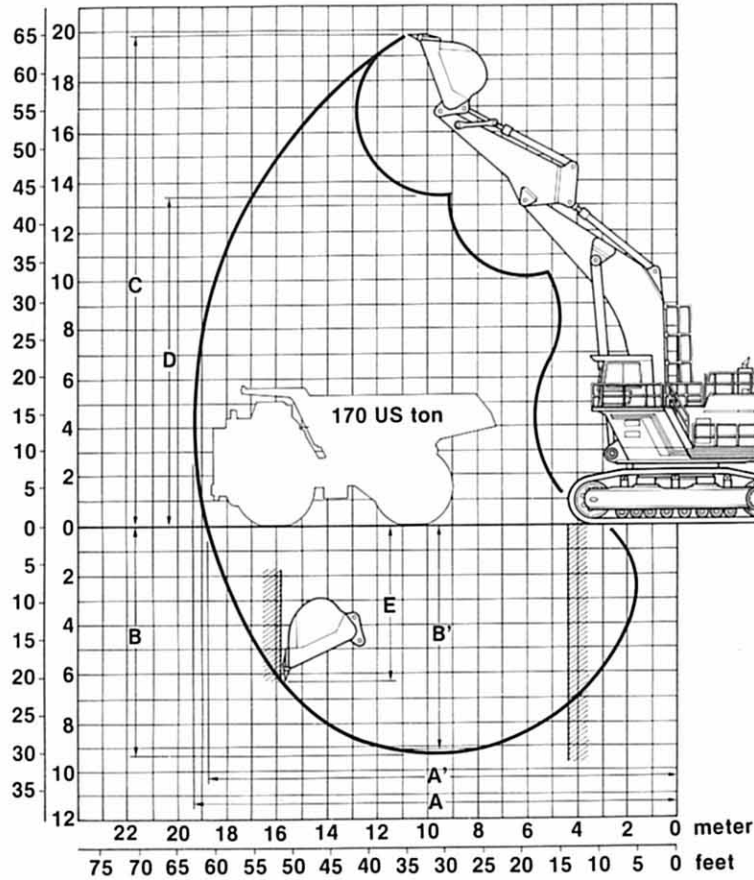 65 20
60 18
55
50 16
45 14
40 12
35 C
30 10
25 8 D
20 6
15 4 170 US ton
10
5 2
0 0
5 2 E
10 4 B B'
15
20 6
25 8
30
35 10 A'
12 A
22 20 18 16 14 12 10 8 6 4 2 0 meter
75 70 65 60 55 50 45 40 35 30 25 20 15 10 5 0 feet